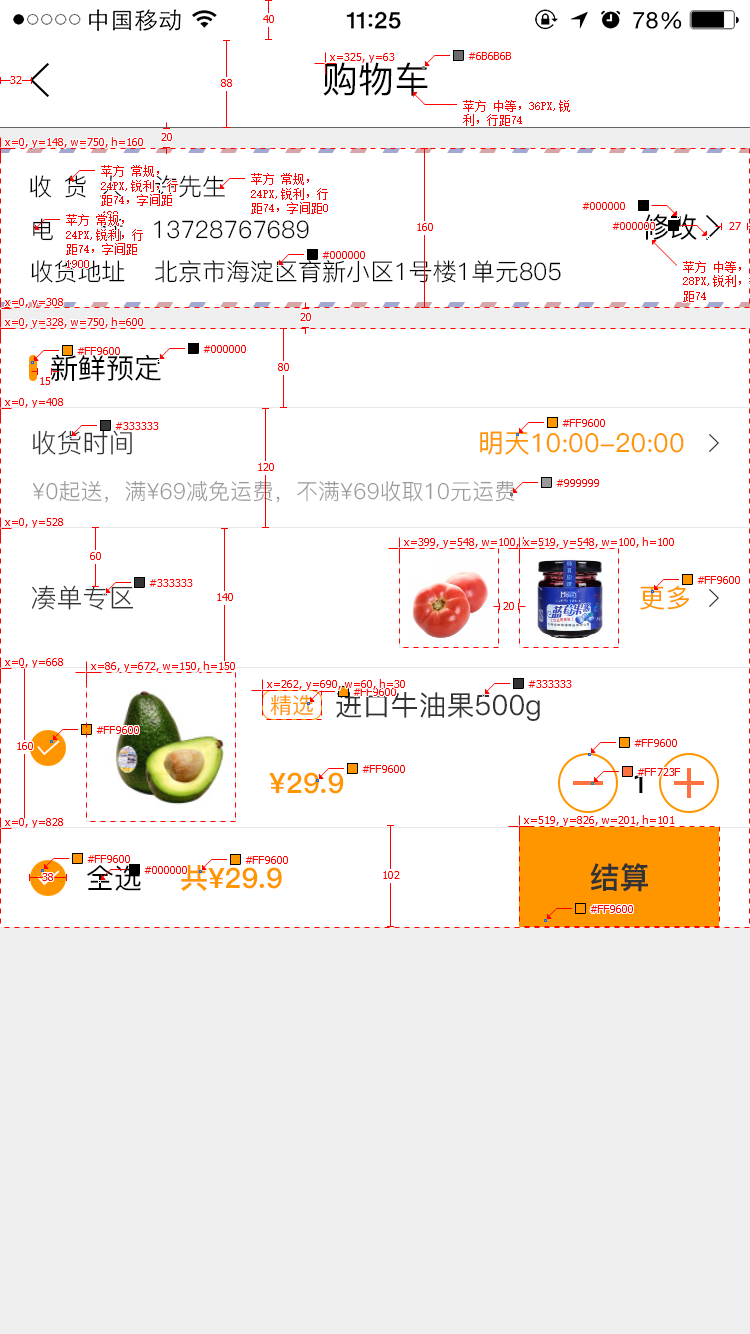 中国移动 11:25 78%
40
32
88
x=325, y=63
#6B6B6B
购物车
苹方 中等，36PX,锐利，行距74
20
x=0, y=148, w=750, h=160
收 货 人 许先生
苹方 常规，24PX,锐利，行距74，字间距
苹方 常规，24PX,锐利，行距74，字间距0
电 13728767689
苹方 常规，24PX,锐利，行距74，字间距1900
160
#000000
#000000
修改
27
苹方 中等，28PX,锐利，行距74
#000000
收货地址 北京市海淀区育新小区1号楼1单元805
x=0, y=308
20
x=0, y=328, w=750, h=600
#FF9600
#000000
新鲜预定
15
80
x=0, y=408
#333333
收货时间
#FF9600
明天10:00-20:00
120
¥0起送，满¥69减免运费，不满¥69收取10元运费
#999999
x=0, y=528
60
#333333
凑单专区
140
x=399, y=548, w=100,
x=519, y=548, w=100, h=100
20
#FF9600
更多
x=0, y=668
x=86, y=672, w=150, h=150
160
#FF9600
x=262, y=690, w=60, h=30
#FF9600
#333333
精选 进口牛油果500g
#FF9600
¥29.9
#FF9600
#FF723F
1
x=0, y=828
x=519, y=826, w=201, h=101
#FF9600
38
#000000
全选
#FF9600
共¥29.9
102
结算
#FF9600